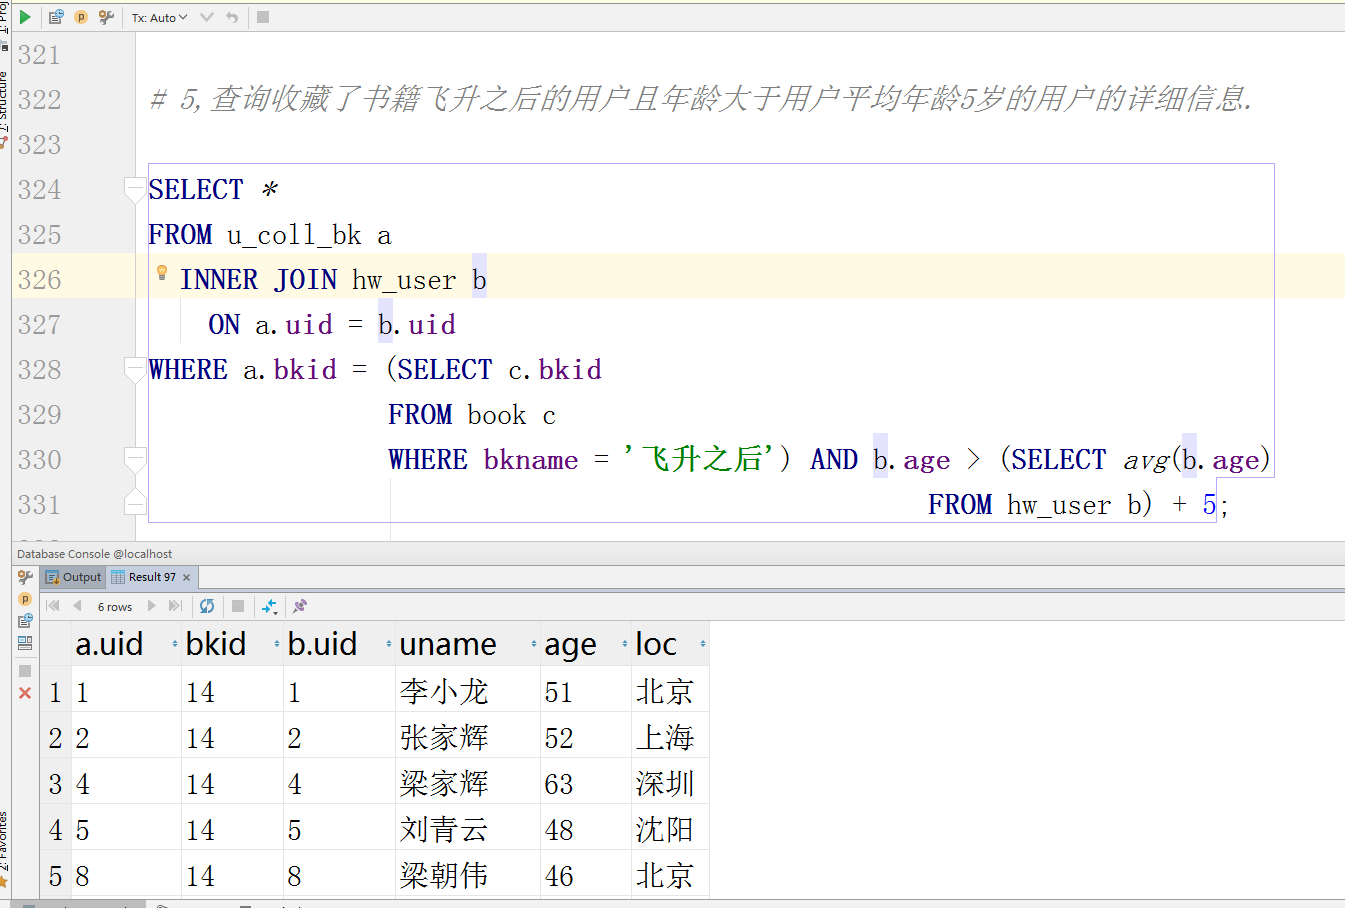 Tx: Auto
321
322 # 5,查询收藏了书籍飞升之后的用户且年龄大于用户平均年龄5岁的用户的详细信息.
323
324 SELECT *
325 FROM u_coll_bk a
326 INNER JOIN hw_user b
327 ON a.uid = b.uid
328 WHERE a.bkid = (SELECT c.bkid
329 FROM book c
330 WHERE bkname = '飞升之后') AND b.age > (SELECT avg(b.age)
331 FROM hw_user b) + 5;
Z: Structure
Database Console @localhost
Output Result 97
6 rows
a.uid bkid b.uid uname age loc
1 1 14 1 李小龙 51 北京
2 2 14 2 张家辉 52 上海
3 4 14 4 梁家辉 63 深圳
4 5 14 5 刘青云 48 沈阳
5 8 14 8 梁朝伟 46 北京
2: Favorites